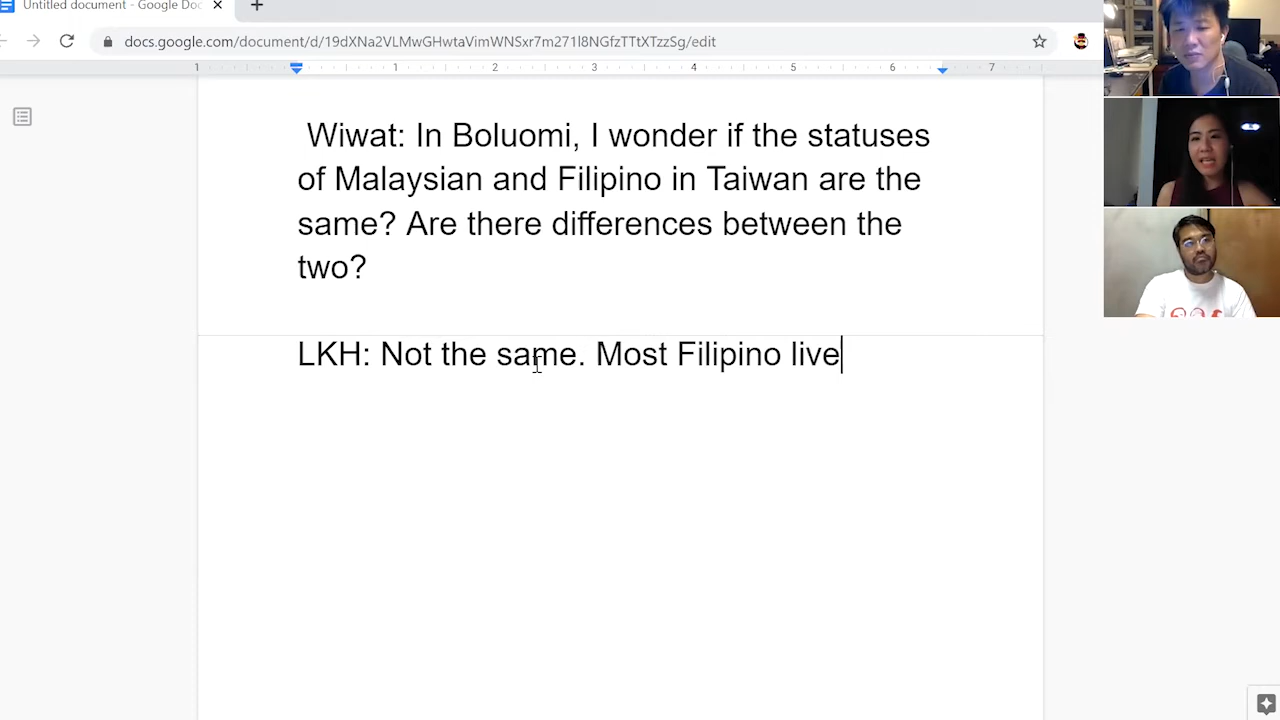 Untitled document - Google Doc
docs.google.com/document/d/19dXNa2VLMwGHwtaVimWNSxr7m271l8NGfzTTtXTzzSg/edit
1 1 2 3 4 5 6 7
Wiwat: In Boluomi, I wonder if the statuses
of Malaysian and Filipino in Taiwan are the
same? Are there differences between the
two?
LKH: Not the same. Most Filipino live